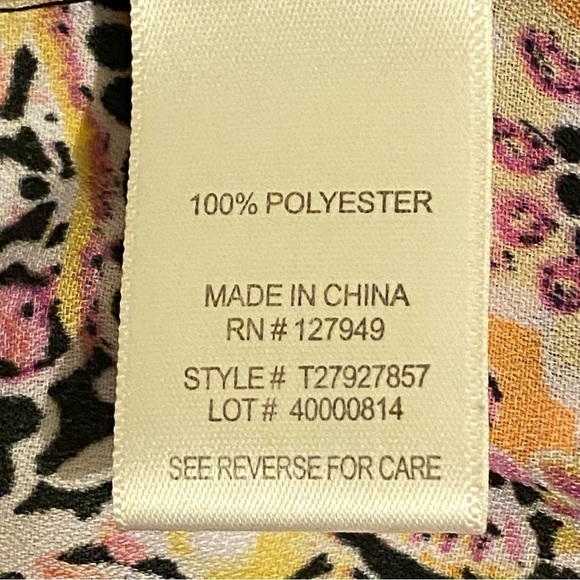 100% POLYESTER
MADE IN CHINA
RN # 127949
STYLE# T27927857
LOT# 40000814
SEE REVERSE FOR CARE